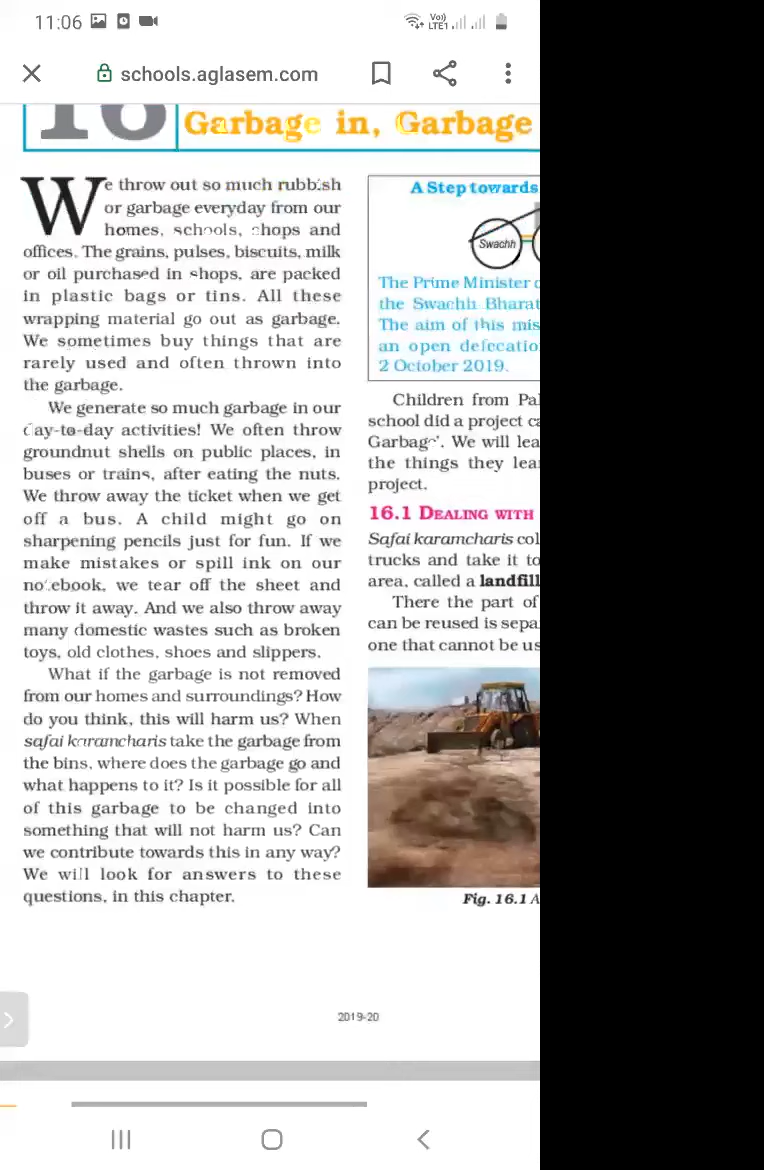 11:06
Vo))
LTE1
schools.aglasem.com
16
Garbage in, Garbage
We throw out so much rubbish
or garbage everyday from our
homes, schools, shops and
offices. The grains, pulses, biscuits, milk
or oil purchased in shops, are packed
in plastic bags or tins. All these
wrapping material go out as garbage.
We sometimes buy things that are
rarely used and often thrown into
the garbage.
We generate so much garbage in our
day-to-day activities! We often throw
groundnut shells on public places, in
buses or trains, after eating the nuts.
We throw away the ticket when we get
off a bus. A child might go on
sharpening pencils just for fun. If we
make mistakes or spill ink on our
notebook, we tear off the sheet and
throw it away. And we also throw away
many domestic wastes such as broken
toys, old clothes, shoes and slippers.
What if the garbage is not removed
from our homes and surroundings? How
do you think, this will harm us? When
safai karamcharis take the garbage from
the bins, where does the garbage go and
what happens to it? Is it possible for all
of this garbage to be changed into
something that will not harm us? Can
we contribute towards this in any way?
We will look for answers to these
questions, in this chapter.
A Step towards
Swachh
The Prime Minister
the Swachh Bharat
The aim of this mis
an open defecatio
2 October 2019.
Children from Pa
school did a project ca
Garbage'. We will lea
the things they lea
project.
16.1 DEALING WITH
Safai karamcharis col
trucks and take it to
area, called a landfill
There the part of
can be reused is sepa
one that cannot be us
Fig. 16.1 A
2019-20